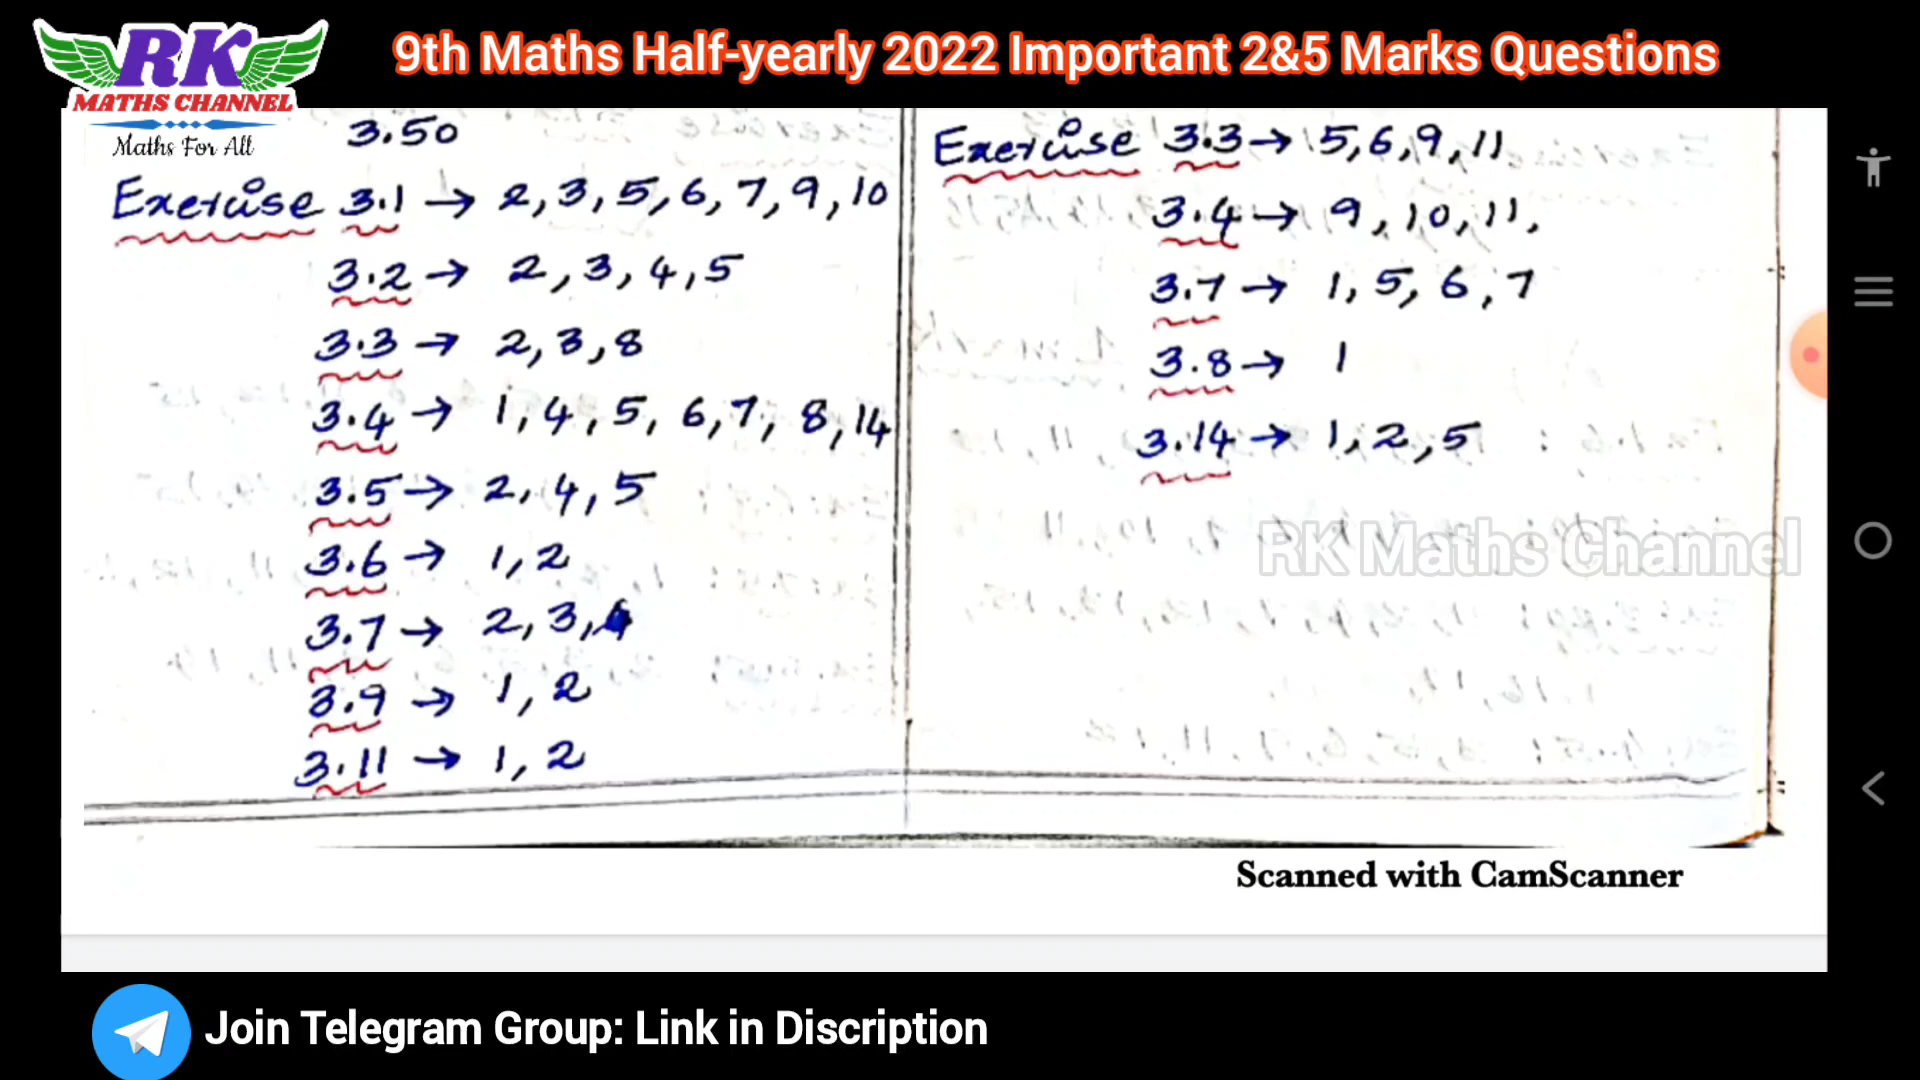 RK
MATHS CHANNEL
Maths For All
9th Maths Half-yearly 2022 Important 2&5 Marks Questions
3.50
Exercise 3.1 → 2, 3, 5, 6, 7, 9, 10
3.2 → 2, 3, 4, 5
3.3 → 2, 3, 8
3.4 → 1, 4, 5, 6, 7, 8, 14
3.5 → 2, 4, 5
3.6 → 1, 2
3.7 → 2, 3, 4
3.9 → 1, 2
3.11 → 1, 2
Exercise 3.3 → 5, 6, 9, 11
3.4 → 9, 10, 11,
3.7 → 1, 5, 6, 7
3.8 → 1
3.14 → 1, 2, 5
RK Maths Channel
Scanned with CamScanner
Join Telegram Group: Link in Discription